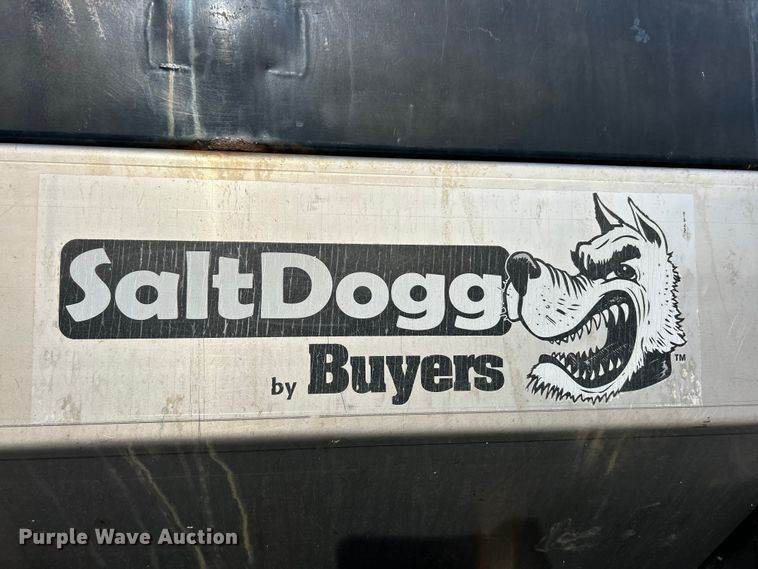 SaltDogg
by Buyers
TM
Purple Wave Auction